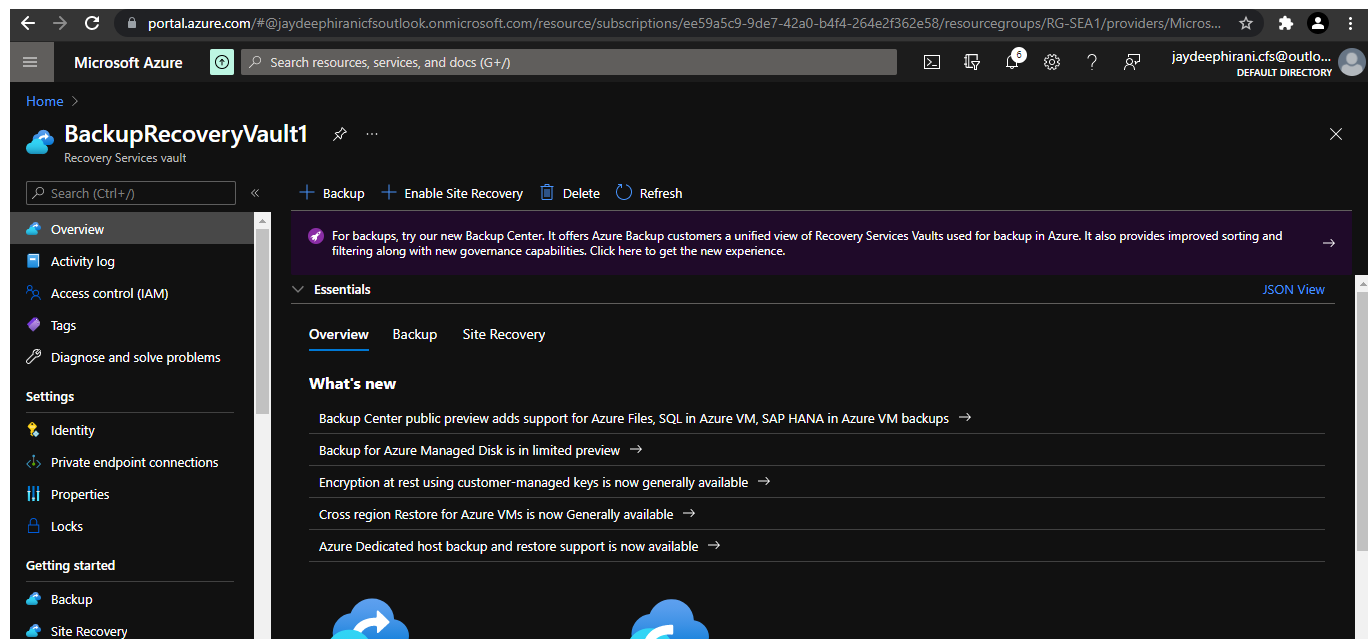 portal.azure.com/#@jaydeephiranicfsoutlook.onmicrosoft.com/resource/subscriptions/ee59a5c9-9de7-42a0-b4f4-264e2f362e58/resourcegroups/RG-SEA1/providers/Micros...
Microsoft Azure
Search resources, services, and docs (G+/)
6
jaydeephirani.cfs@outlo...
DEFAULT DIRECTORY
Home
BackupRecoveryVault1
Recovery Services vault
Search (Ctrl+/)
Overview
Activity log
Access control (IAM)
Tags
Diagnose and solve problems
Settings
Identity
Private endpoint connections
Properties
Locks
Getting started
Backup
Site Recovery
Backup
Enable Site Recovery
Delete
Refresh
For backups, try our new Backup Center. It offers Azure Backup customers a unified view of Recovery Services Vaults used for backup in Azure. It also provides improved sorting and
filtering along with new governance capabilities. Click here to get the new experience.
Essentials
JSON View
Overview
Backup
Site Recovery
What's new
Backup Center public preview adds support for Azure Files, SQL in Azure VM, SAP HANA in Azure VM backups
Backup for Azure Managed Disk is in limited preview
Encryption at rest using customer-managed keys is now generally available
Cross region Restore for Azure VMs is now Generally available
Azure Dedicated host backup and restore support is now available